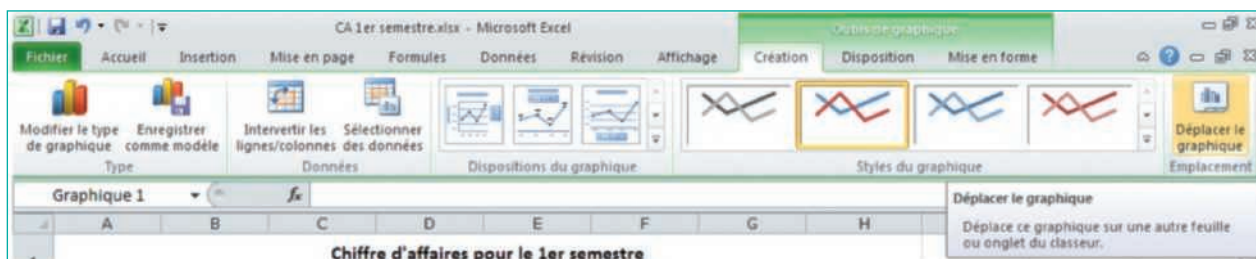 CA 1er semestre.xlsx - Microsoft Excel
Outils de graphique
Fichier Accueil Insertion Mise en page Formules Données Révision Affichage Création Disposition Mise en forme
Modifier le type de graphique
Enregistrer comme modèle
Intervertir les lignes/colonnes
Sélectionner des données
Déplacer le graphique
Type Données Dispositions du graphique Styles du graphique Emplacement
Graphique 1 fx
Déplacer le graphique
Déplace ce graphique sur une autre feuille
ou onglet du classeur.
A B C D E F G H
Chiffre d'affaires pour le 1er semestre